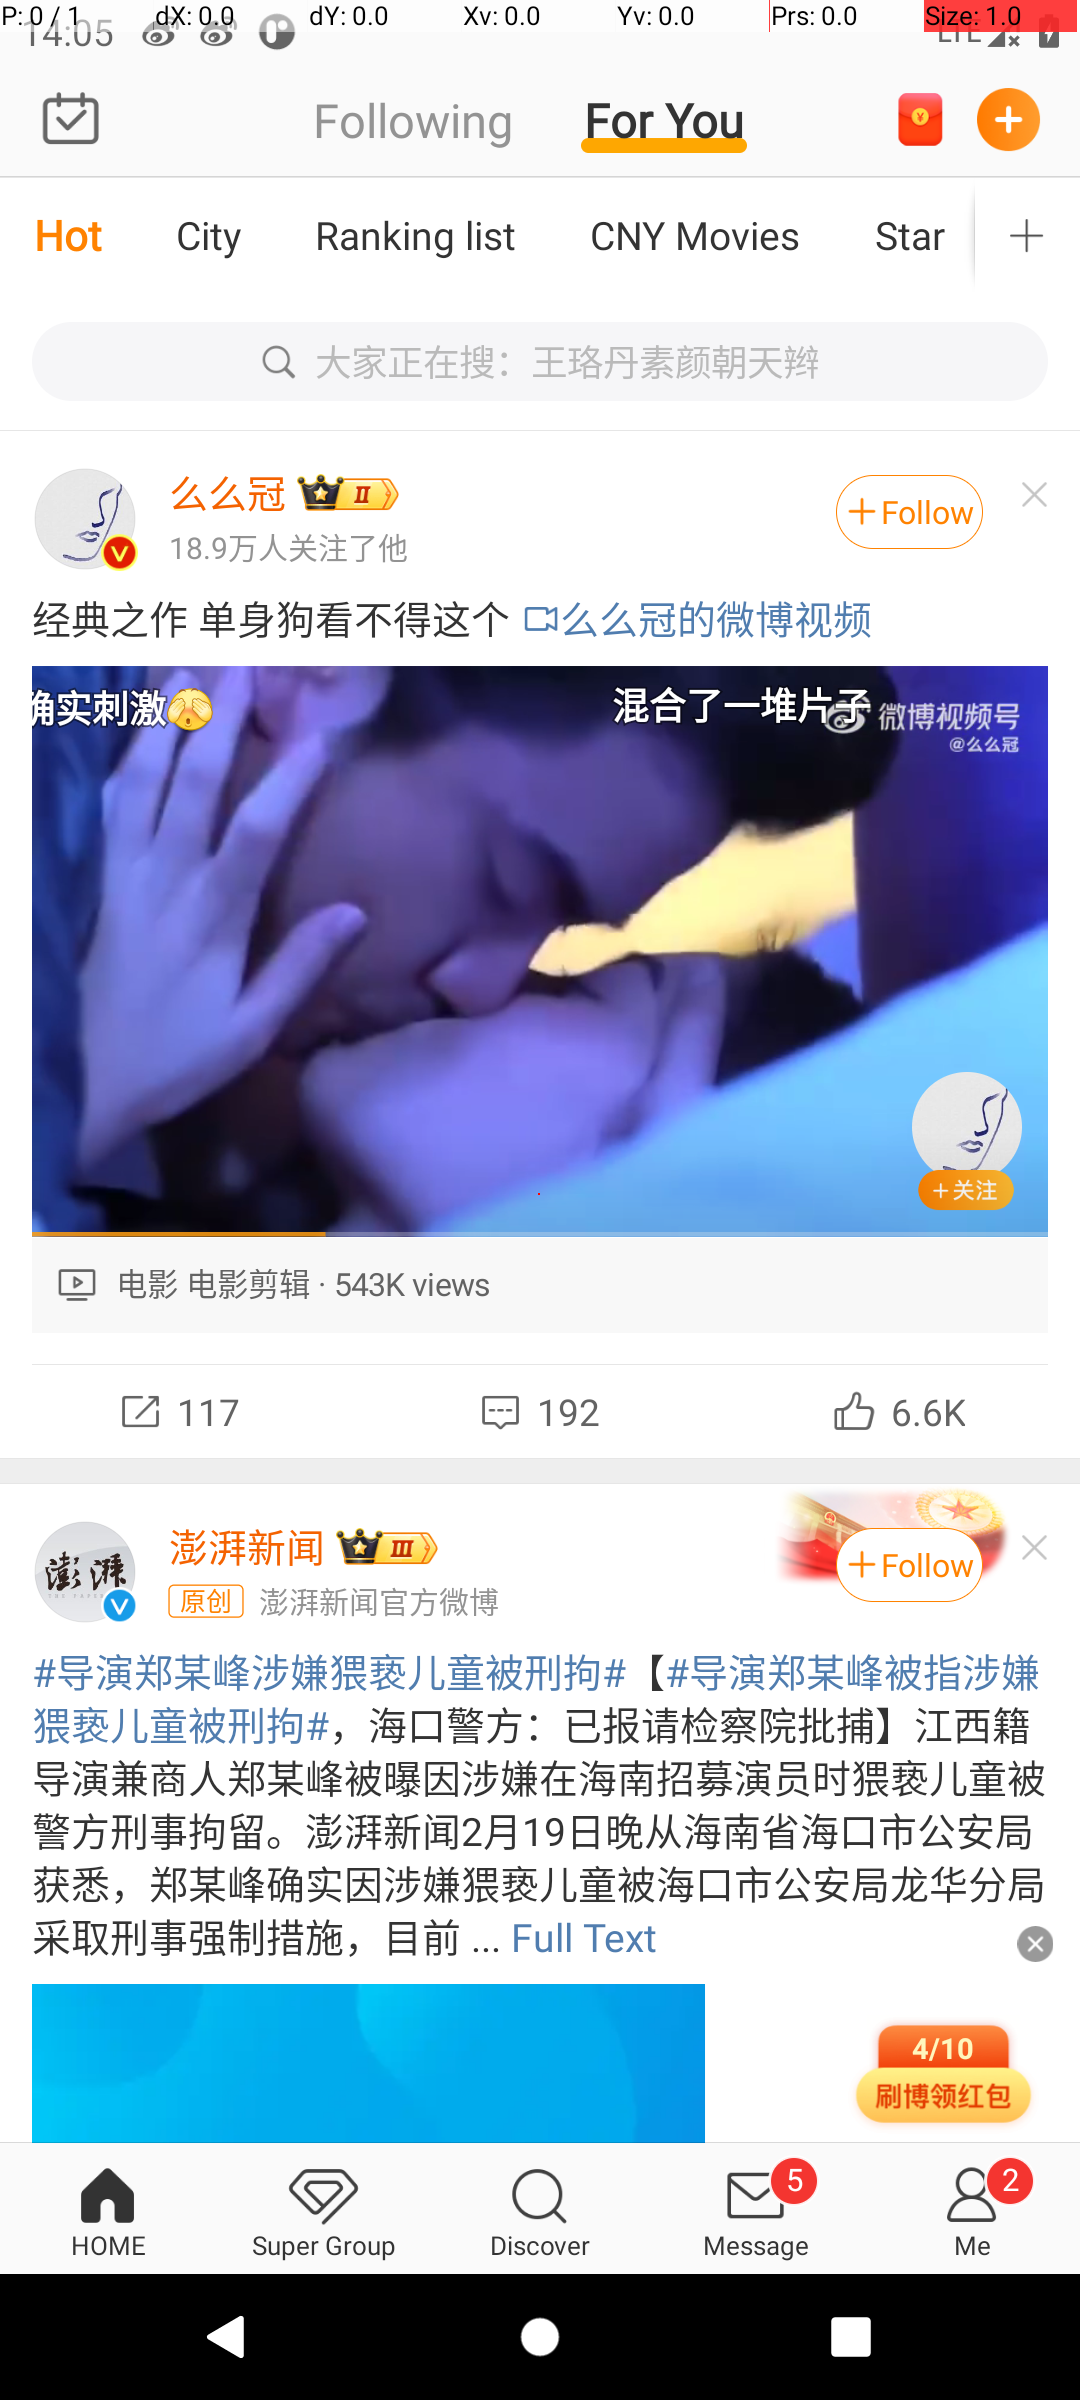 P: 0 / 1 dX: 0.0 dY: 0.0 Xv: 0.0 Yv: 0.0 Prs: 0.0 Size: 1.0
14:05 LTE
Following For You
Hot City Ranking list CNY Movies Star
大家正在搜：王珞丹素颜朝天辫
么么冠 II
+Follow
18.9万人关注了他
经典之作 单身狗看不得这个 么么冠的微博视频
确实刺激 混合了一堆片子
微博视频号
@么么冠
+关注
电影 电影剪辑 · 543K views
117 192 6.6K
澎湃
澎湃新闻 III
+Follow
原创 澎湃新闻官方微博
#导演郑某峰涉嫌猥亵儿童被刑拘#【#导演郑某峰被指涉嫌
猥亵儿童被刑拘#，海口警方：已报请检察院批捕】江西籍
导演兼商人郑某峰被曝因涉嫌在海南招募演员时猥亵儿童被
警方刑事拘留。澎湃新闻2月19日晚从海南省海口市公安局
获悉，郑某峰确实因涉嫌猥亵儿童被海口市公安局龙华分局
采取刑事强制措施，目前 ... Full Text
4/10
刷博领红包
5 2
HOME Super Group Discover Message Me